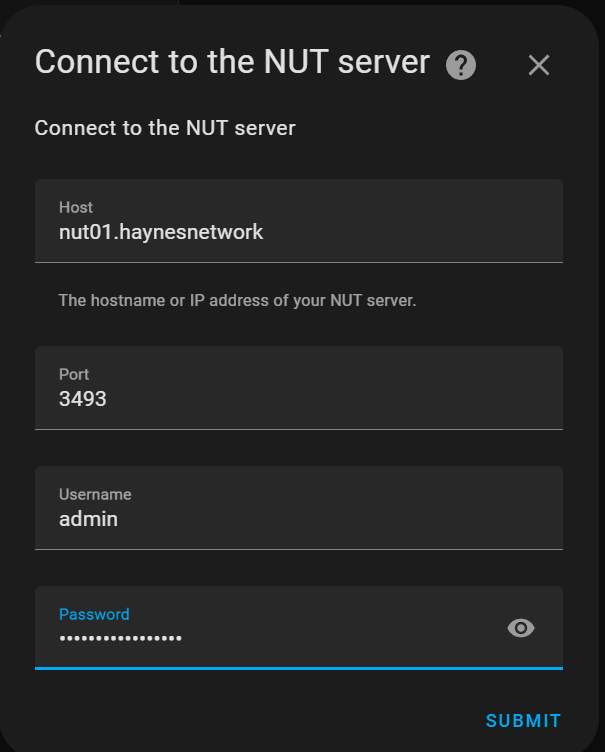 Connect to the NUT server ?
Connect to the NUT server
Host
nut01.haynesnetwork
The hostname or IP address of your NUT server.
Port
3493
Username
admin
Password
•••••••••••••••••
SUBMIT